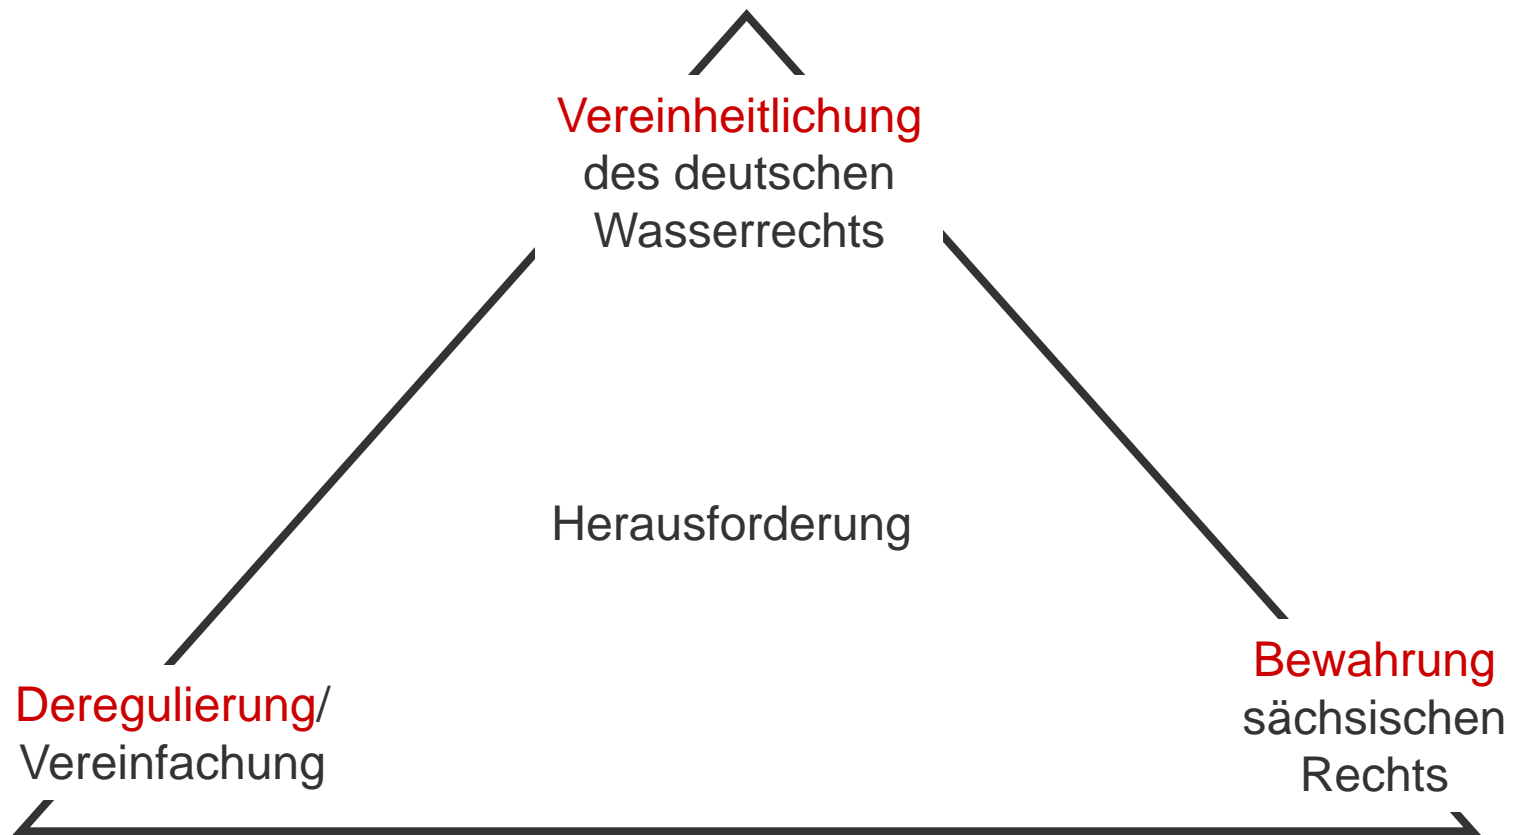 Vereinheitlichung
des deutschen
Wasserrechts
Herausforderung
Deregulierung/
Vereinfachung
Bewahrung
sächsischen
Rechts